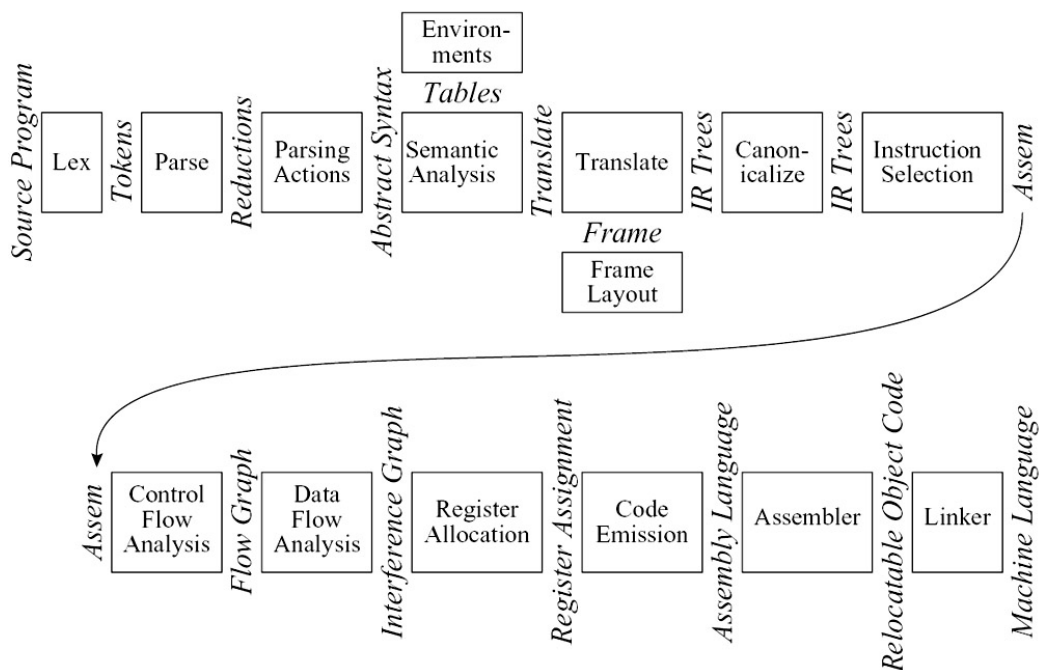 Environ-
ments
Tables
Source Program
Lex
Tokens
Parse
Reductions
Parsing
Actions
Abstract Syntax
Semantic
Analysis
Translate
Translate
IR Trees
Canon-
icalize
IR Trees
Instruction
Selection
Assem
Frame
Frame
Layout
Assem
Control
Flow
Analysis
Flow Graph
Data
Flow
Analysis
Interference Graph
Register
Allocation
Register Assignment
Code
Emission
Assembly Language
Assembler
Relocatable Object Code
Linker
Machine Language